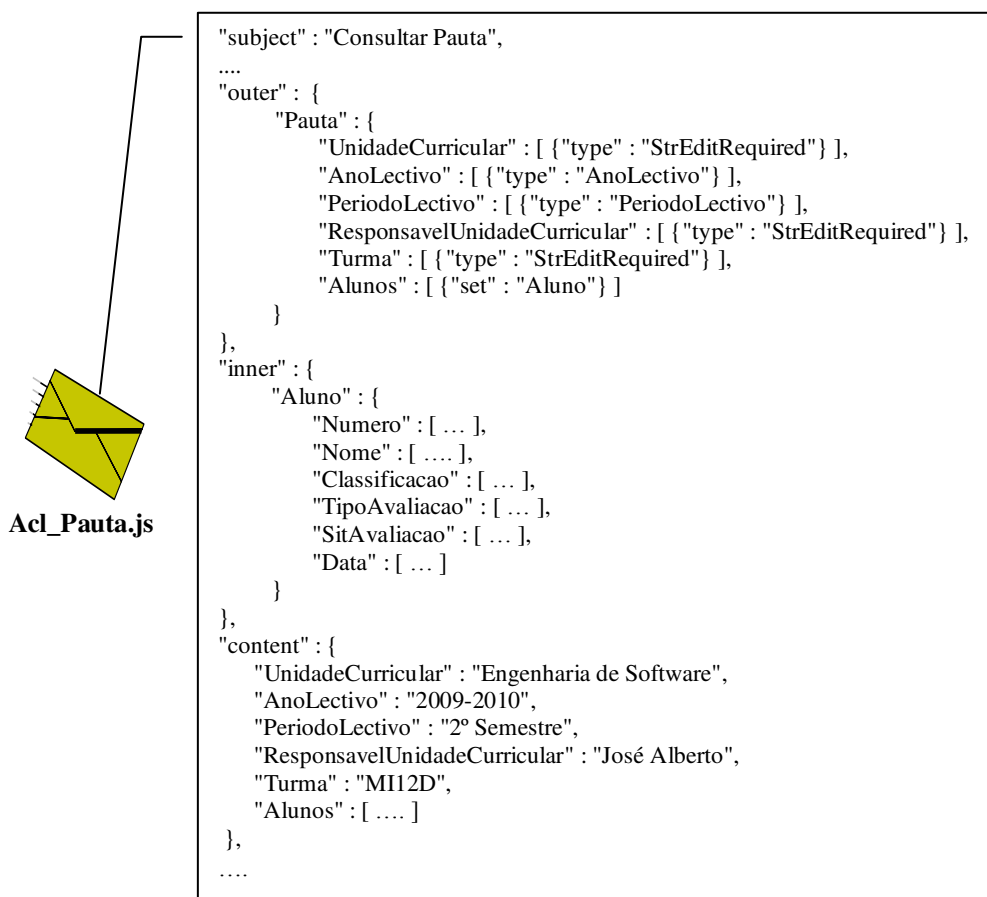 "subject" : "Consultar Pauta",
....
"outer" : {
"Pauta" : {
"UnidadeCurricular" : [ {"type" : "StrEditRequired"} ],
"AnoLectivo" : [ {"type" : "AnoLectivo"} ],
"PeriodoLectivo" : [ {"type" : "PeriodoLectivo"} ],
"ResponsavelUnidadeCurricular" : [ {"type" : "StrEditRequired"} ],
"Turma" : [ {"type" : "StrEditRequired"} ],
"Alunos" : [ {"set" : "Aluno"} ]
}
},
"inner" : {
"Aluno" : {
"Numero" : [ … ],
"Nome" : [ …. ],
"Classificacao" : [ … ],
"TipoAvaliacao" : [ … ],
"SitAvaliacao" : [ … ],
"Data" : [ … ]
}
},
"content" : {
"UnidadeCurricular" : "Engenharia de Software",
"AnoLectivo" : "2009-2010",
"PeriodoLectivo" : "2º Semestre",
"ResponsavelUnidadeCurricular" : "José Alberto",
"Turma" : "MI12D",
"Alunos" : [ …. ]
},
….
Acl_Pauta.js